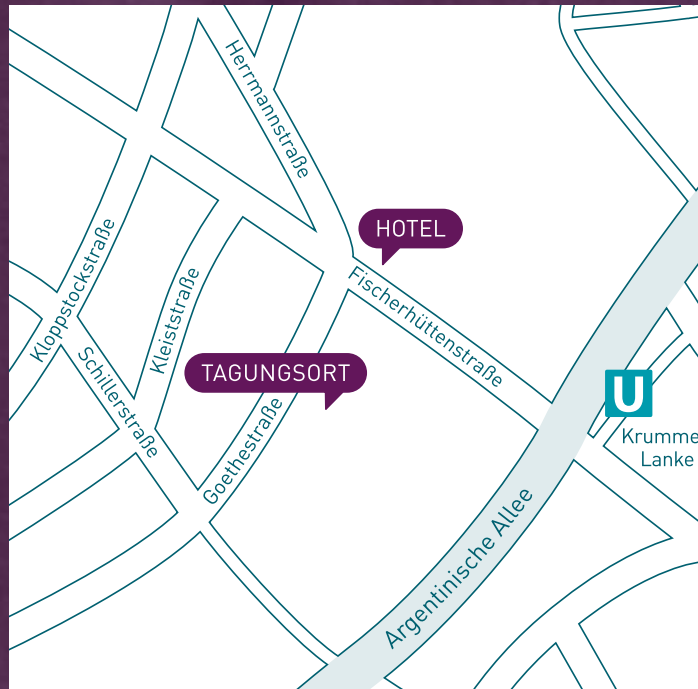 Herrmannstraße
HOTEL
Fischerhüttenstraße
Kloppstockstraße
Kleiststraße
Schillerstraße
TAGUNGSORT
Goethestraße
U
Krumme
Lanke
Argentinische Allee